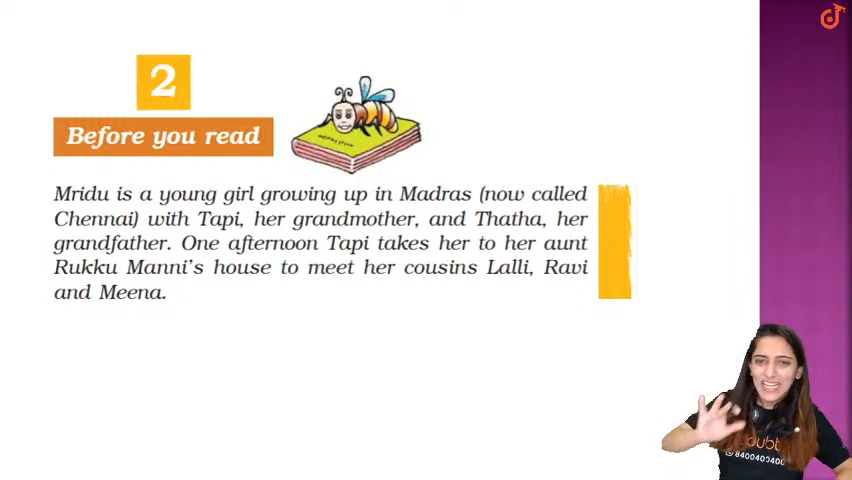 2
Before you read
Mridu is a young girl growing up in Madras (now called
Chennai) with Tapi, her grandmother, and Thatha, her
grandfather. One afternoon Tapi takes her to her aunt
Rukku Manni's house to meet her cousins Lalli, Ravi
and Meena.
8400400400